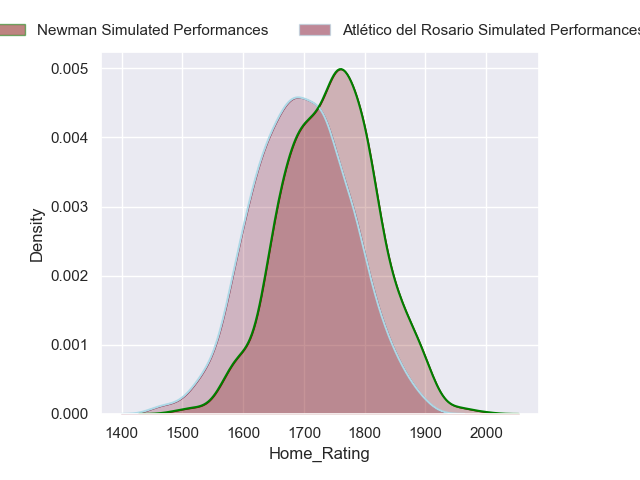 Newman Simulated Performances
Atlético del Rosario Simulated Performances
0.005
0.004
0.003
0.002
0.001
0.000
Density
1400 1500 1600 1700 1800 1900 2000
Home_Rating